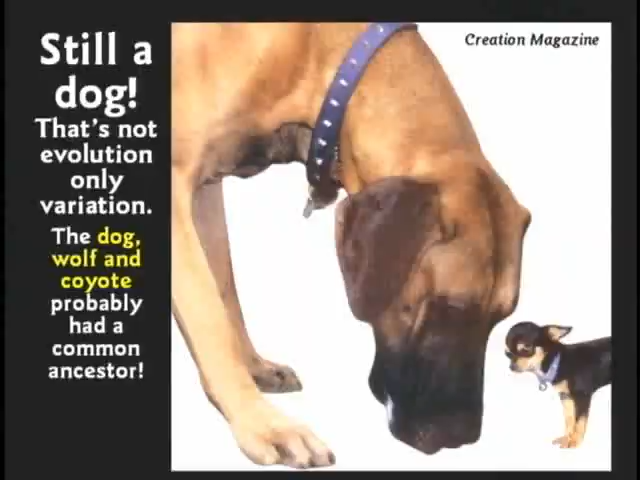 Still a
dog!
That's not
evolution
only
variation.
The dog,
wolf and
coyote
probably
had a
common
ancestor!
Creation Magazine